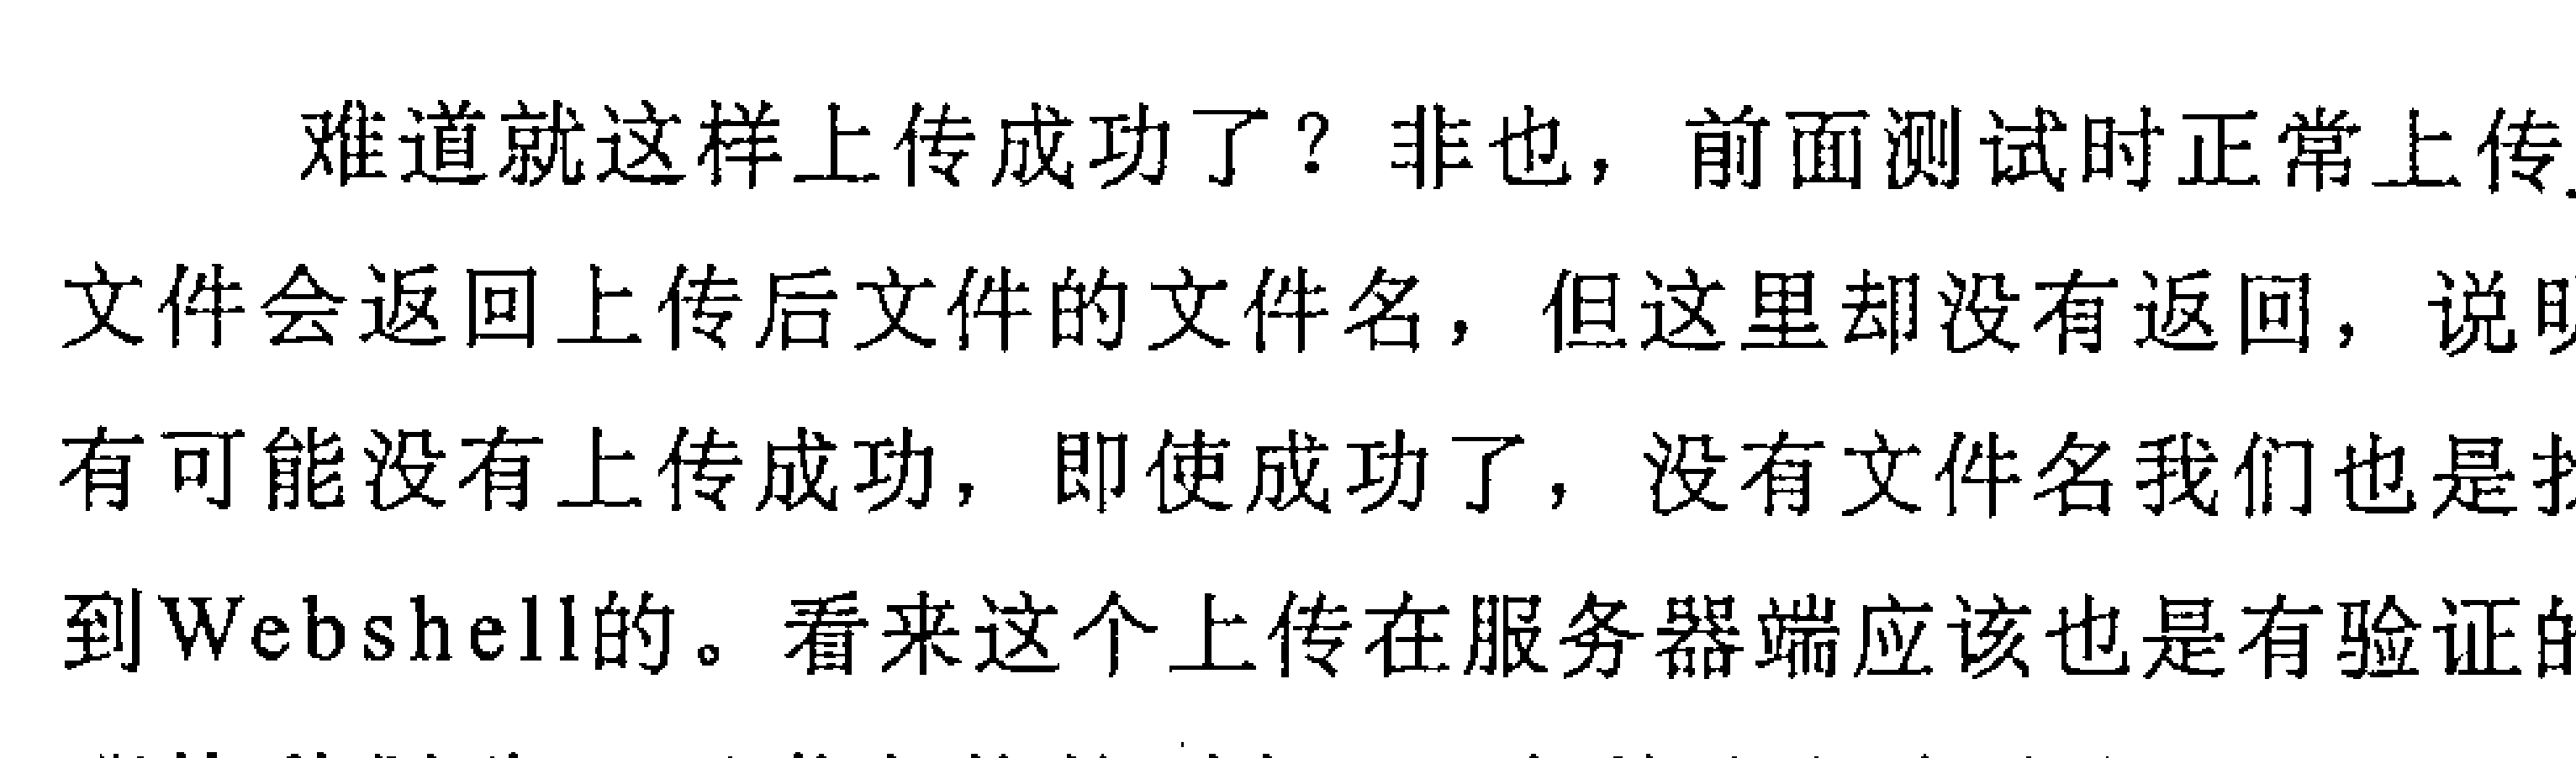 难道就这样上传成功了？非也，前面测试时正常上传
文件会返回上传后文件的文件名，但这里却没有返回，说明
有可能没有上传成功，即使成功了，没有文件名我们也是
到Webshell的。看来这个上传在服务器端应该也是有验证的